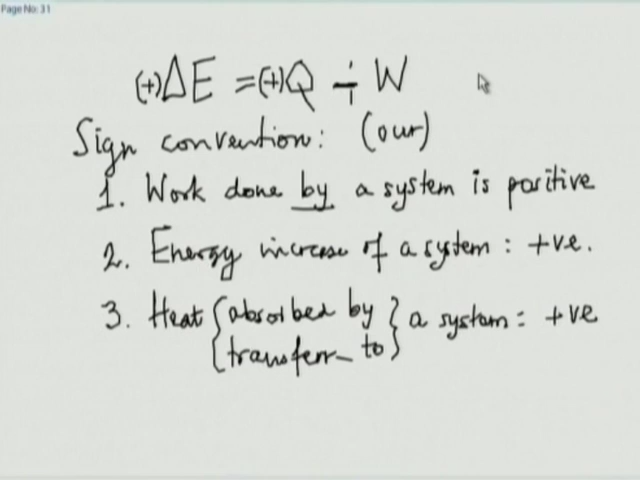 Page No: 31
(+)ΔE = (+)Q ∔ W
Sign convention: (our)
1. Work done by a system is positive
2. Energy increase of a system : +ve.
3. Heat { absorbed by } a system : +ve
{ transferr_ to }